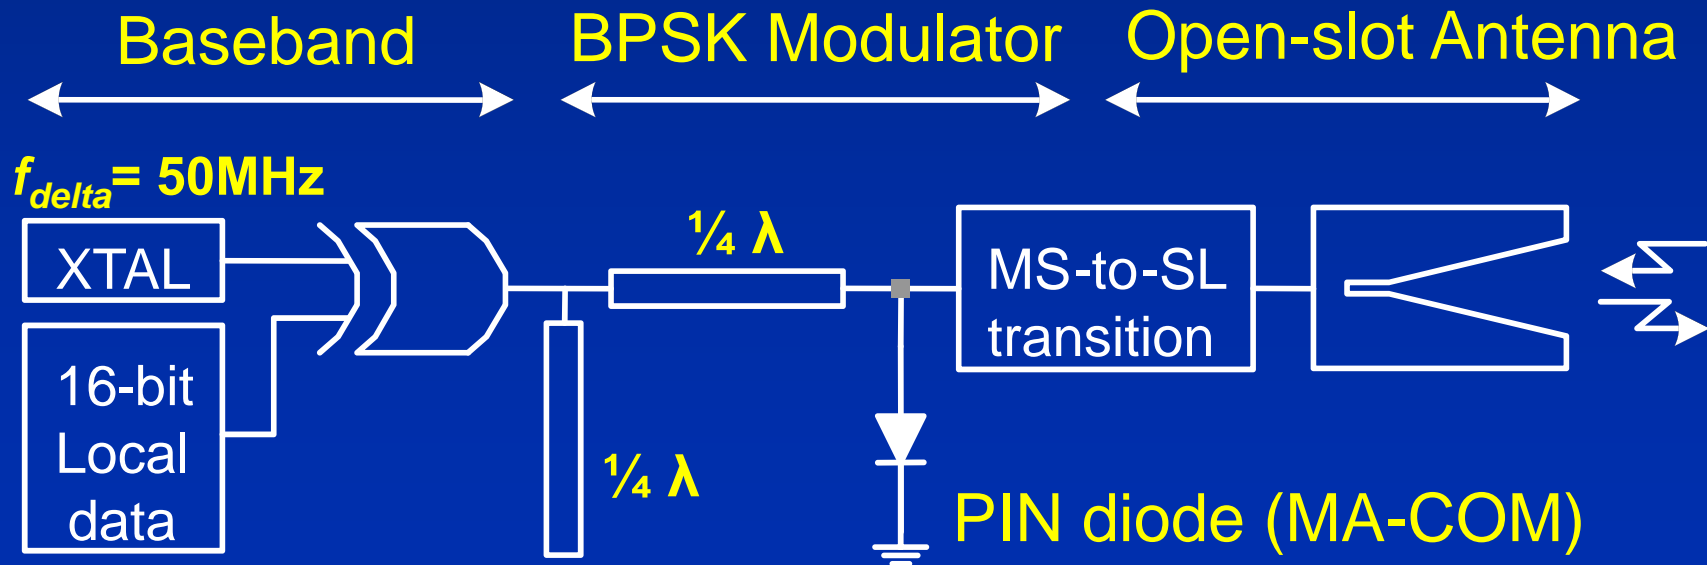 Baseband
BPSK Modulator
Open-slot Antenna
f_delta= 50MHz
XTAL
16-bit
Local
data
¼ λ
¼ λ
MS-to-SL
transition
PIN diode (MA-COM)